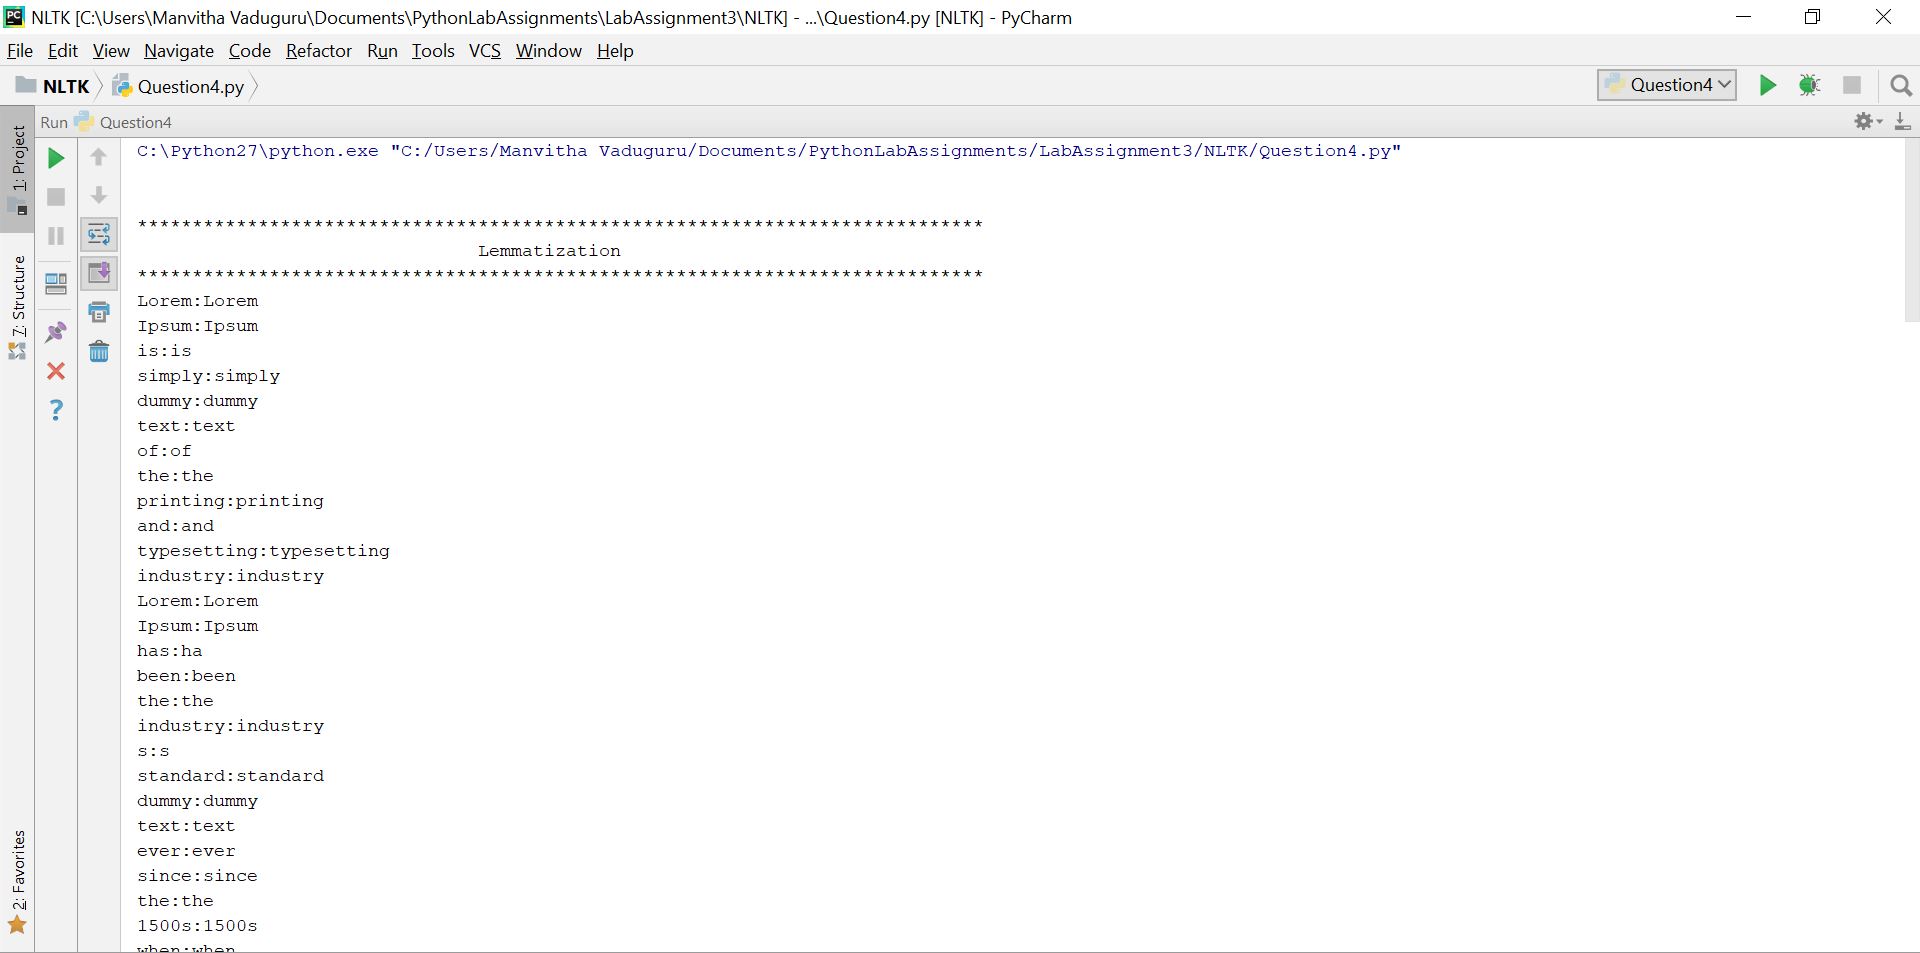 NLTK [C:\Users\Manvitha Vaduguru\Documents\PythonLabAssignments\LabAssignment3\NLTK] - ...\Question4.py [NLTK] - PyCharm
File Edit View Navigate Code Refactor Run Tools VCS Window Help
NLTK Question4.py Question4
Run Question4
1: Project
7: Structure
2: Favorites
C:\Python27\python.exe "C:/Users/Manvitha Vaduguru/Documents/PythonLabAssignments/LabAssignment3/NLTK/Question4.py"
*****************************************************************************
Lemmatization
*****************************************************************************
Lorem:Lorem
Ipsum:Ipsum
is:is
simply:simply
dummy:dummy
text:text
of:of
the:the
printing:printing
and:and
typesetting:typesetting
industry:industry
Lorem:Lorem
Ipsum:Ipsum
has:ha
been:been
the:the
industry:industry
s:s
standard:standard
dummy:dummy
text:text
ever:ever
since:since
the:the
1500s:1500s
when:when